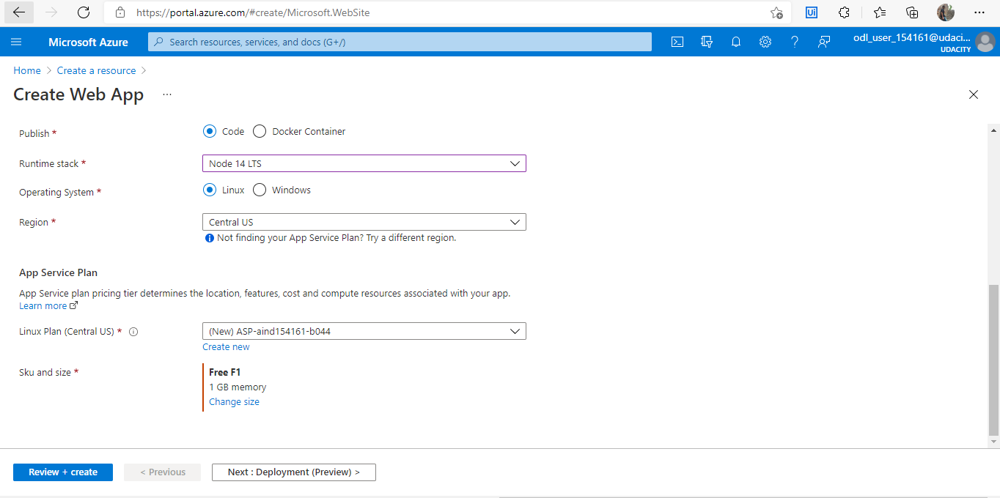 https://portal.azure.com/#create/Microsoft.WebSite
Microsoft Azure
Search resources, services, and docs (G+/)
odl_user_154161@udaci...
UDACITY
Home > Create a resource >
Create Web App ...
Publish *
Code
Docker Container
Runtime stack *
Node 14 LTS
Operating System *
Linux
Windows
Region *
Central US
Not finding your App Service Plan? Try a different region.
App Service Plan
App Service plan pricing tier determines the location, features, cost and compute resources associated with your app.
Learn more
Linux Plan (Central US) *
(New) ASP-aind154161-b044
Create new
Sku and size *
Free F1
1 GB memory
Change size
Review + create
< Previous
Next : Deployment (Preview) >